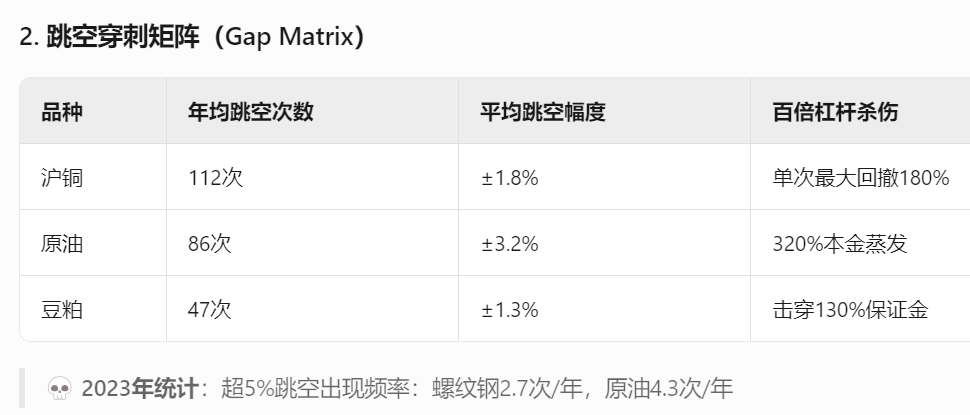 2. 跳空穿刺矩阵（Gap Matrix）
品种 年均跳空次数 平均跳空幅度 百倍杠杆杀伤
沪铜 112次 ±1.8% 单次最大回撤180%
原油 86次 ±3.2% 320%本金蒸发
豆粕 47次 ±1.3% 击穿130%保证金
💀 2023年统计：超5%跳空出现频率：螺纹钢2.7次/年，原油4.3次/年